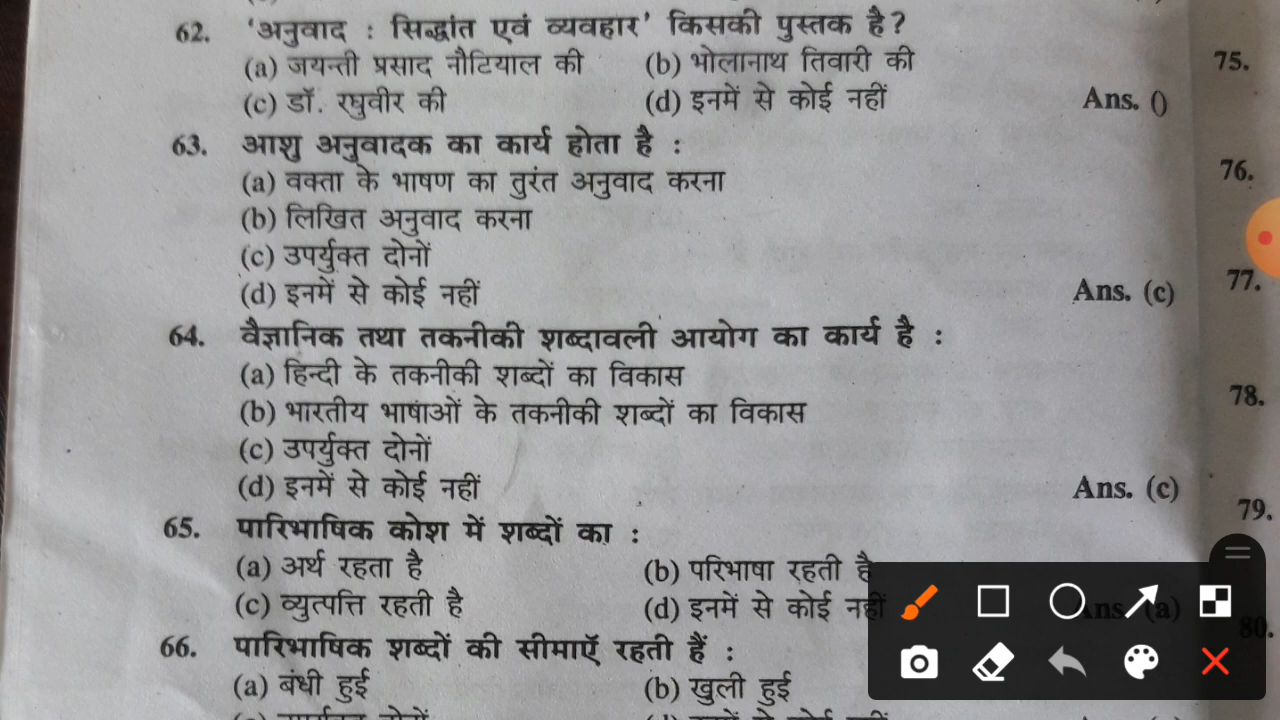 62. 'अनुवाद : सिद्धांत एवं व्यवहार' किसकी पुस्तक है?
(a) जयन्ती प्रसाद नौटियाल की (b) भोलानाथ तिवारी की
(c) डॉ. रघुवीर की (d) इनमें से कोई नहीं Ans. ()
63. आशु अनुवादक का कार्य होता है :
(a) वक्ता के भाषण का तुरंत अनुवाद करना
(b) लिखित अनुवाद करना
(c) उपर्युक्त दोनों
(d) इनमें से कोई नहीं Ans. (c)
64. वैज्ञानिक तथा तकनीकी शब्दावली आयोग का कार्य है :
(a) हिन्दी के तकनीकी शब्दों का विकास
(b) भारतीय भाषाओं के तकनीकी शब्दों का विकास
(c) उपर्युक्त दोनों
(d) इनमें से कोई नहीं Ans. (c)
65. पारिभाषिक कोश में शब्दों का :
(a) अर्थ रहता है (b) परिभाषा रहती है
(c) व्युत्पत्ति रहती है (d) इनमें से कोई नहीं Ans. (a)
66. पारिभाषिक शब्दों की सीमाएँ रहती हैं :
(a) बंधी हुई (b) खुली हुई
75.
76.
77.
78.
79.
80.